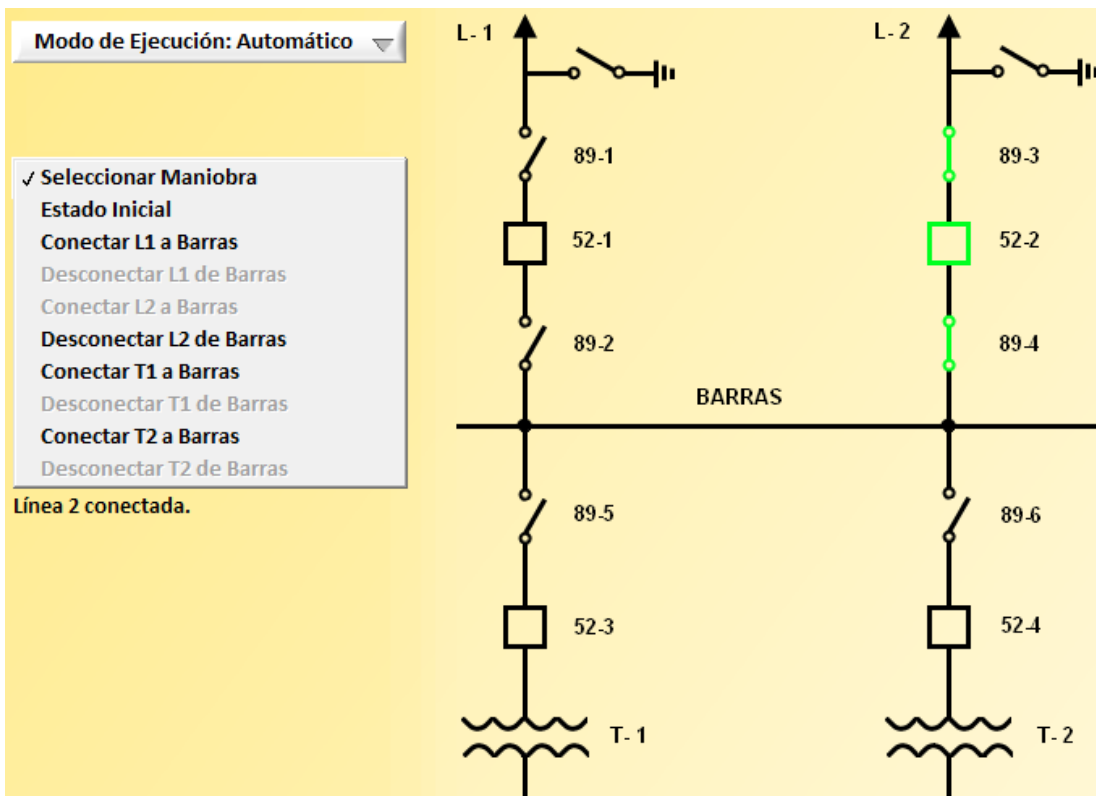 Modo de Ejecución: Automático
✓ Seleccionar Maniobra
Estado Inicial
Conectar L1 a Barras
Desconectar L1 de Barras
Conectar L2 a Barras
Desconectar L2 de Barras
Conectar T1 a Barras
Desconectar T1 de Barras
Conectar T2 a Barras
Desconectar T2 de Barras
Línea 2 conectada.
L- 1
L- 2
89-1
89-3
52-1
52-2
89-2
89-4
BARRAS
89-5
89-6
52-3
52-4
T- 1
T- 2